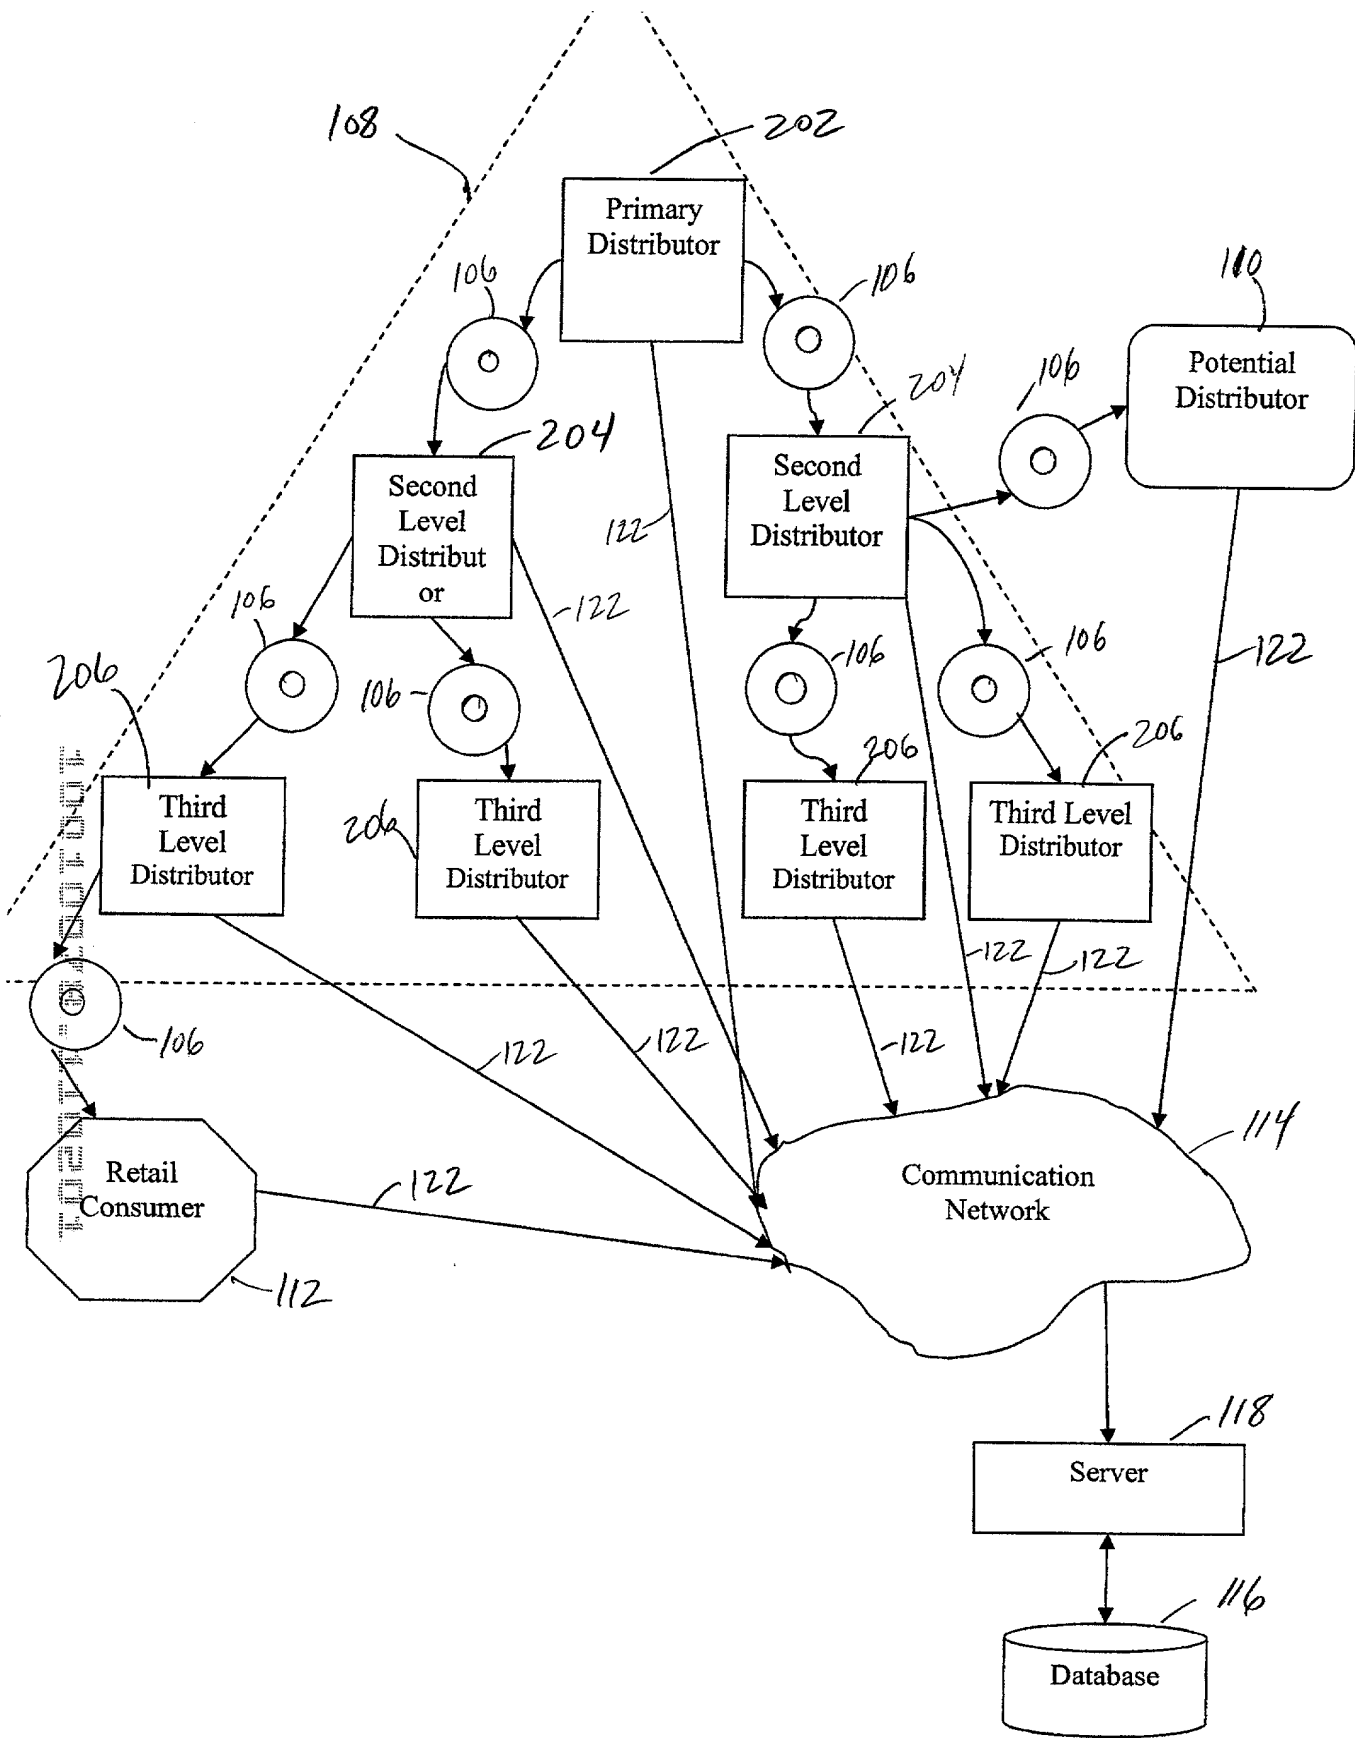 108
202
Primary
Distributor
106
106
110
Potential
Distributor
106
204
204
Second
Level
Distribut
or
Second
Level
Distributor
122
122
106
106
106
106
122
206
206
206
Third
Level
Distributor
206
Third
Level
Distributor
Third
Level
Distributor
Third Level
Distributor
122
122
106
122
122
122
114
Retail
Consumer
122
Communication
Network
112
118
Server
116
Database